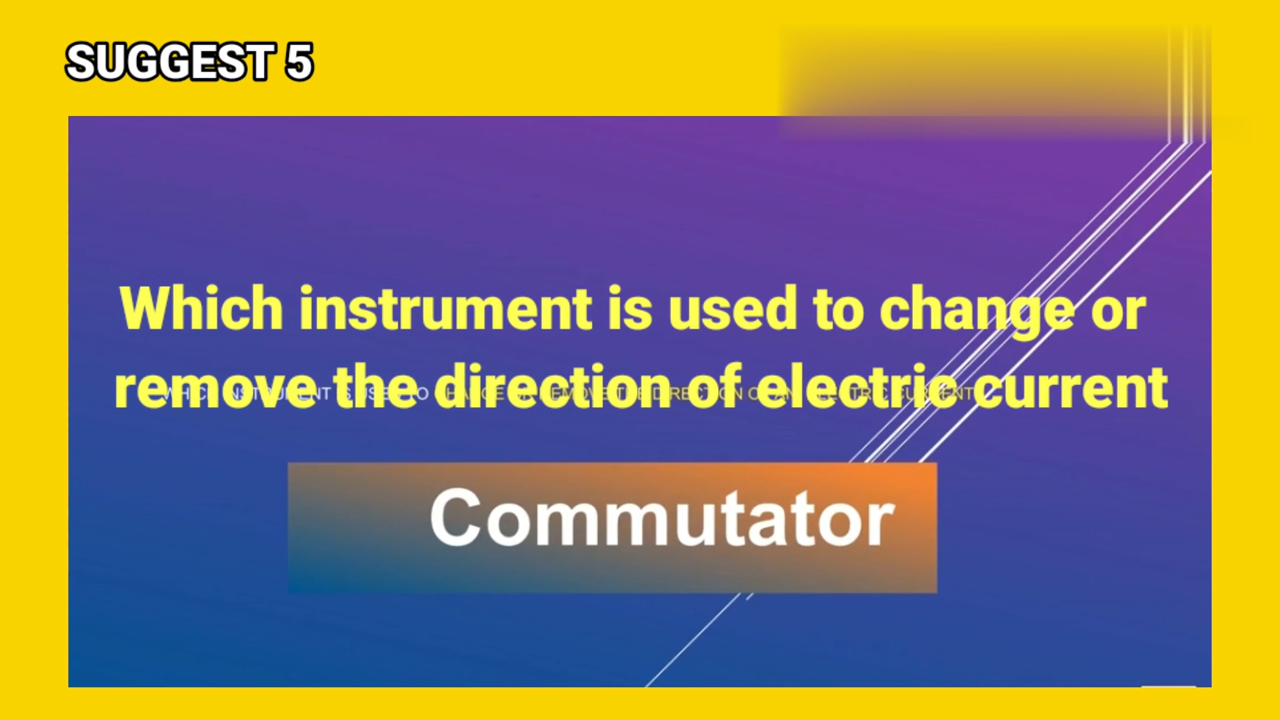 SUGGEST 5
Which instrument is used to change or
remove the direction of electric current
Commutator